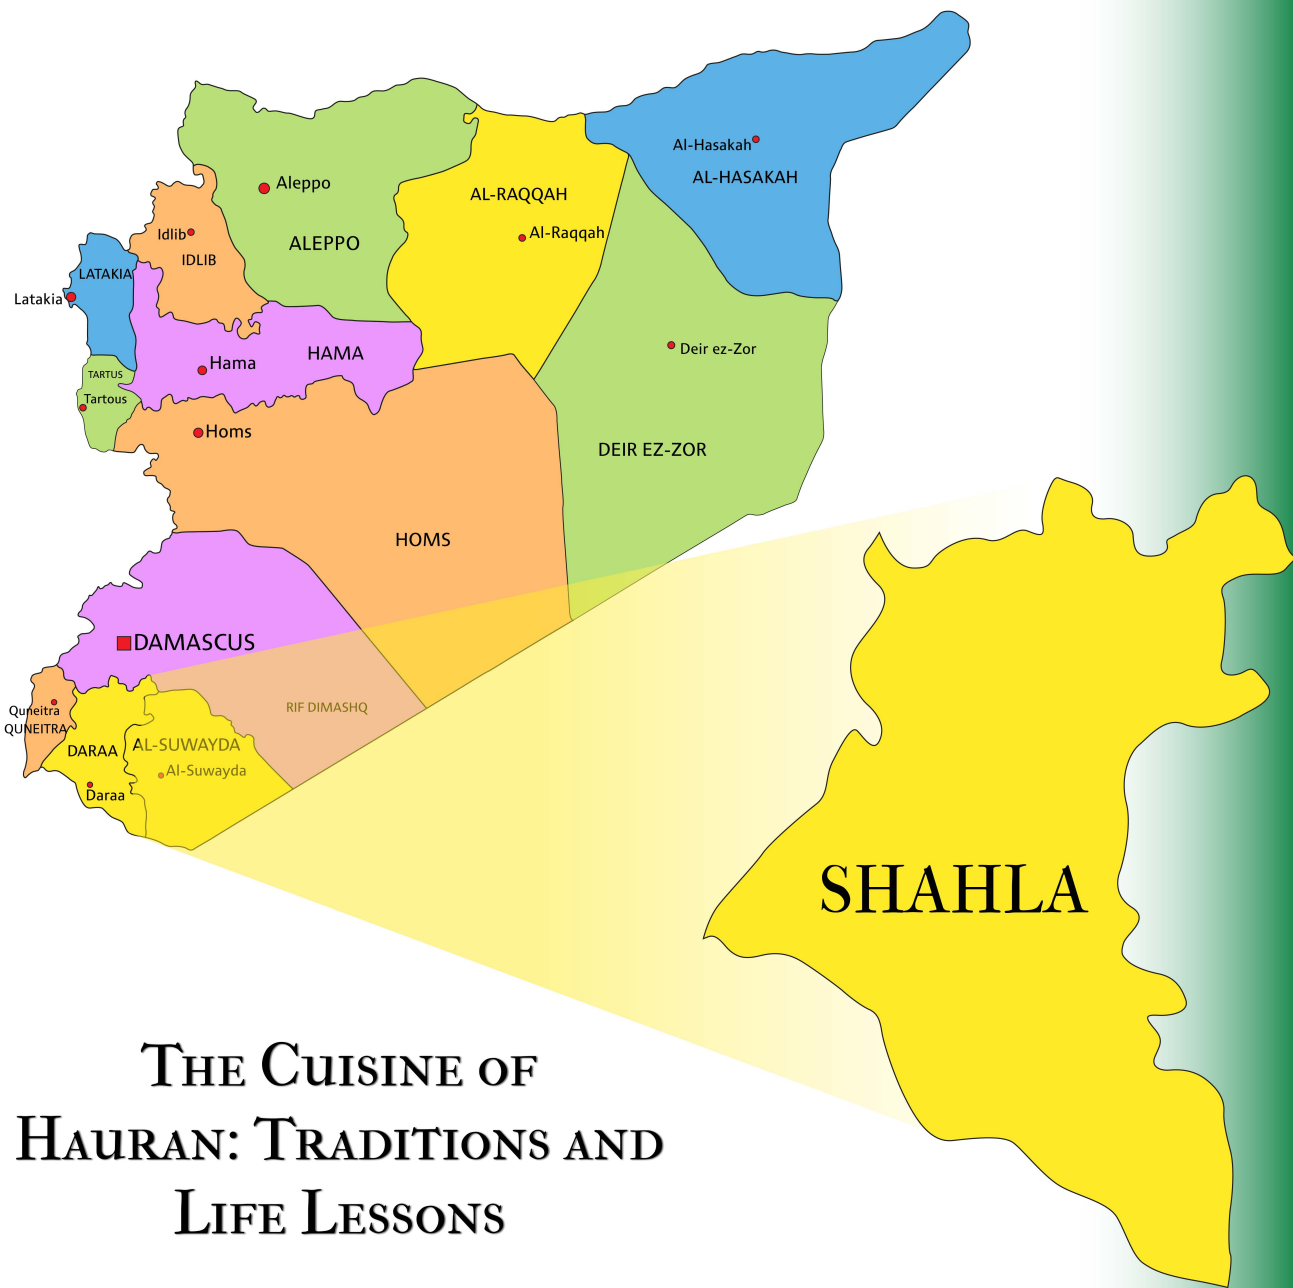 Al-Hasakah
AL-HASAKAH
Aleppo
AL-RAQQAH
Al-Raqqah
Idlib
IDLIB
ALEPPO
LATAKIA
Latakia
Deir ez-Zor
HAMA
Hama
TARTUS
Tartous
Homs
DEIR EZ-ZOR
HOMS
DAMASCUS
RIF DIMASHQ
Quneitra
QUNEITRA
DARAA
AL-SUWAYDA
Al-Suwayda
Daraa
SHAHLA
The Cuisine of
Hauran: Traditions and
Life Lessons